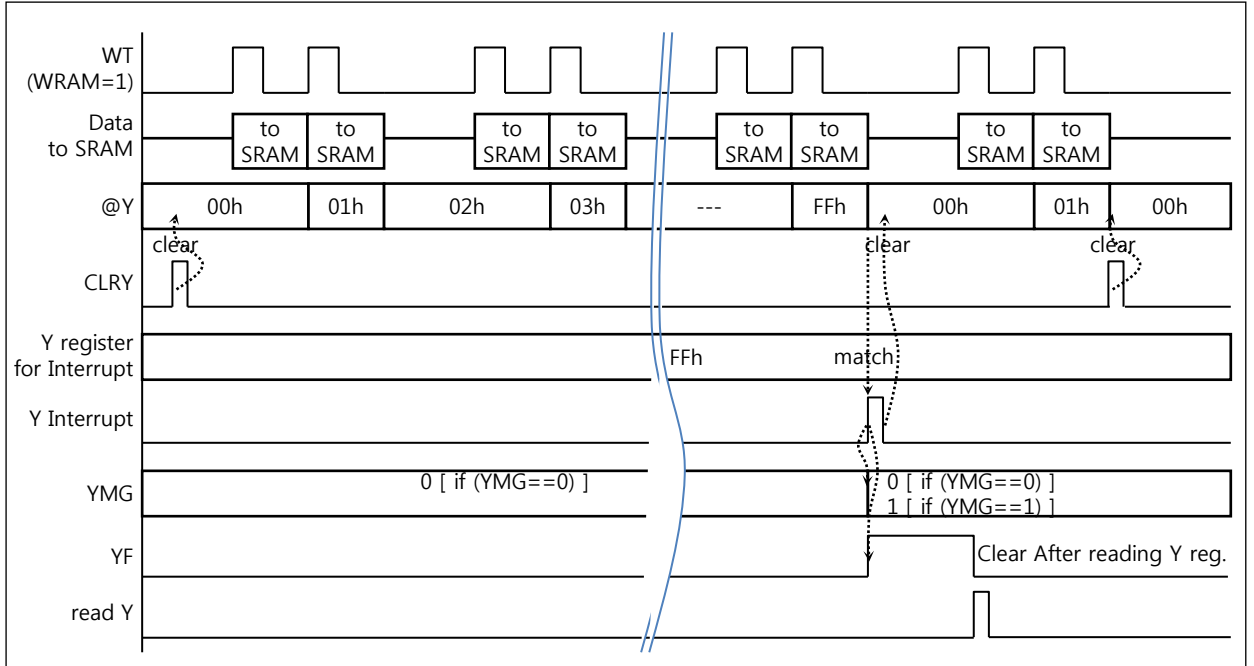 WT
(WRAM=1)
Data
to SRAM
to
SRAM
to
SRAM
to
SRAM
to
SRAM
to
SRAM
to
SRAM
to
SRAM
to
SRAM
@Y
00h
01h
02h
03h
---
FFh
00h
01h
00h
clear
clear
clear
CLRY
Y register
for Interrupt
FFh
match
Y Interrupt
YMG
0 [ if (YMG==0) ]
0 [ if (YMG==0) ]
1 [ if (YMG==1) ]
YF
Clear After reading Y reg.
read Y